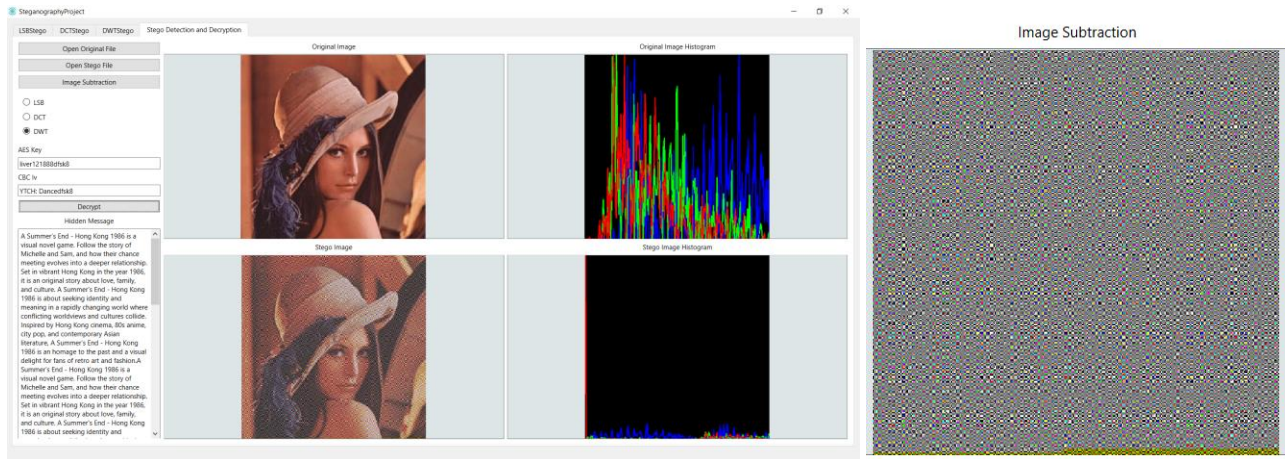 SteganographyProject
LSBStego DCTStego DWTStego Stego Detection and Decryption
Open Original File
Open Stego File
Image Subtraction
LSB
DCT
DWT
AES Key
liver121888dfsk8
CBC Iv
YTCH: Dancedfsk8
Decrypt
Hidden Message
A Summer's End - Hong Kong 1986 is a
visual novel game. Follow the story of
Michelle and Sam, and how their chance
meeting evolves into a deeper relationship.
Set in vibrant Hong Kong in the year 1986,
it is an original story about love, family,
and culture. A Summer's End - Hong Kong
1986 is about seeking identity and
meaning in a rapidly changing world where
conflicting worldviews and cultures collide.
Inspired by Hong Kong cinema, 80s anime,
city pop, and contemporary Asian
literature, A Summer's End - Hong Kong
1986 is an homage to the past and a visual
delight for fans of retro art and fashion.A
Summer's End - Hong Kong 1986 is a
visual novel game. Follow the story of
Michelle and Sam, and how their chance
meeting evolves into a deeper relationship.
Set in vibrant Hong Kong in the year 1986,
it is an original story about love, family,
and culture. A Summer's End - Hong Kong
1986 is about seeking identity and
Original Image
Original Image Histogram
Stego Image
Stego Image Histogram
Image Subtraction